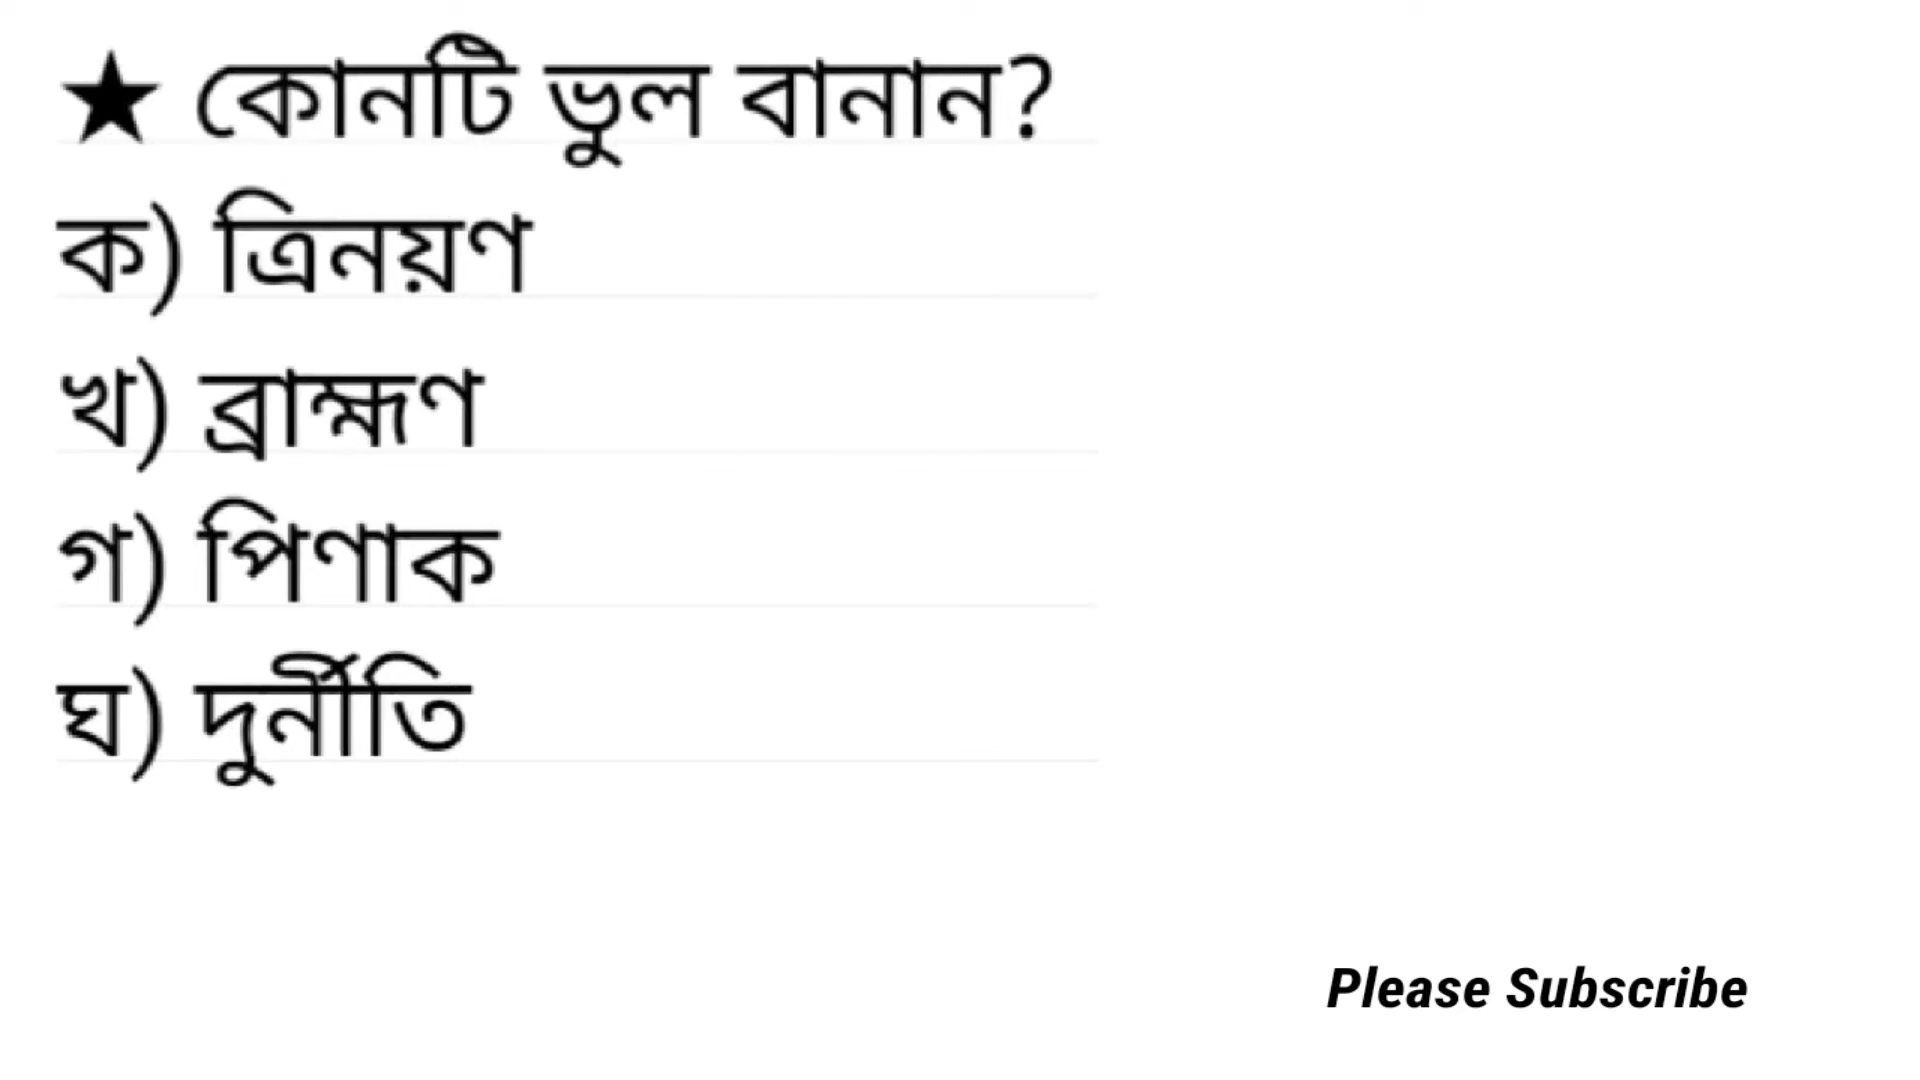 ★ কোনটি ভুল বানান?
ক) ত্রিনয়ণ
খ) ব্রাহ্মণ
গ) পিণাক
ঘ) দুর্নীতি
Please Subscribe